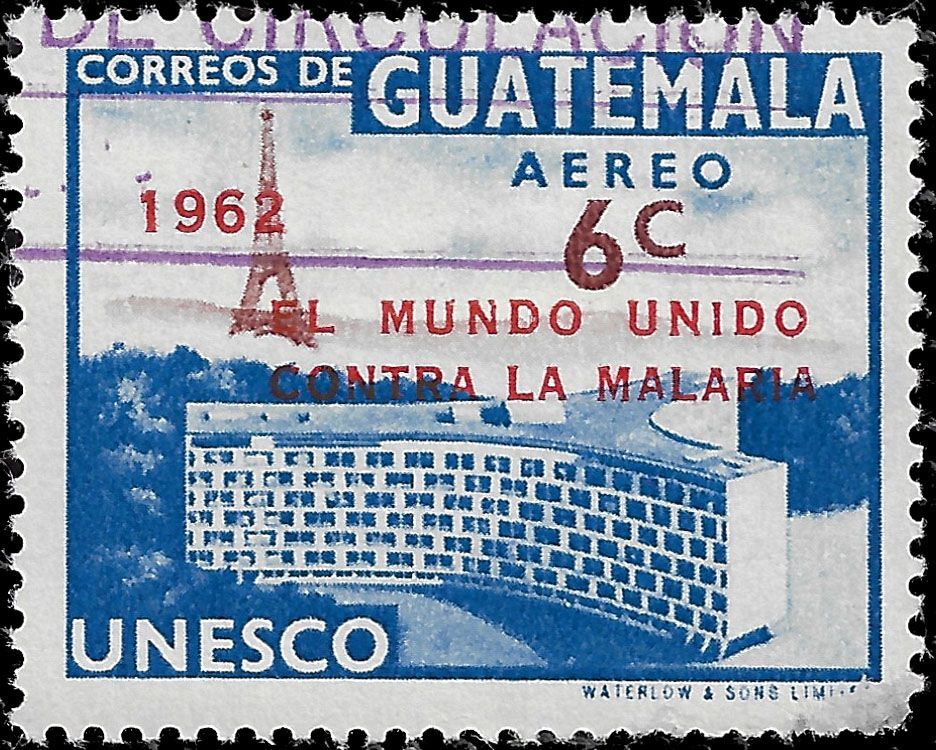 DE CIRCULACION
CORREOS DE GUATEMALA
AEREO
6C
1962
EL MUNDO UNIDO
CONTRA LA MALARIA
UNESCO
WATERLOW & SONS